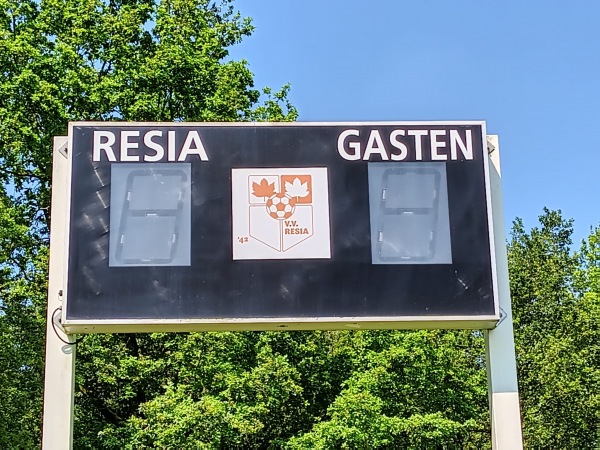 RESIA
GASTEN
V.V.
RESIA
'42